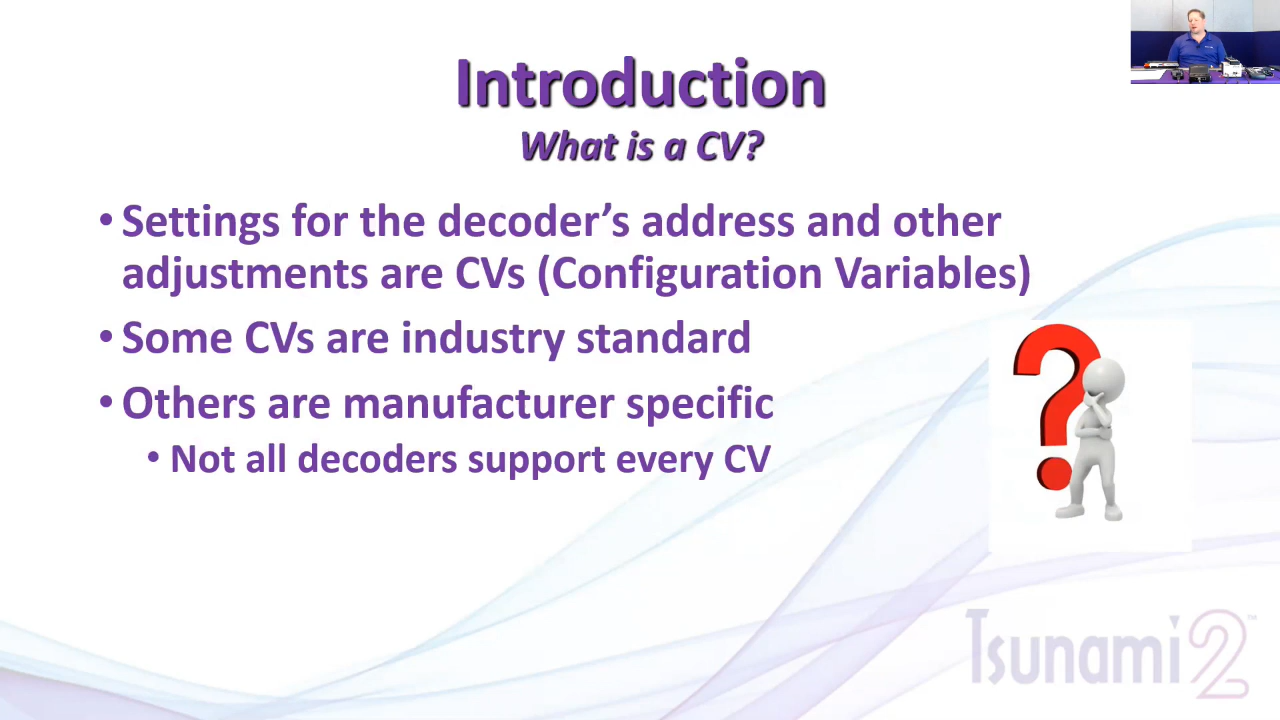 Introduction
What is a CV?
• Settings for the decoder’s address and other
adjustments are CVs (Configuration Variables)
• Some CVs are industry standard
• Others are manufacturer specific
• Not all decoders support every CV
Tsunami2™